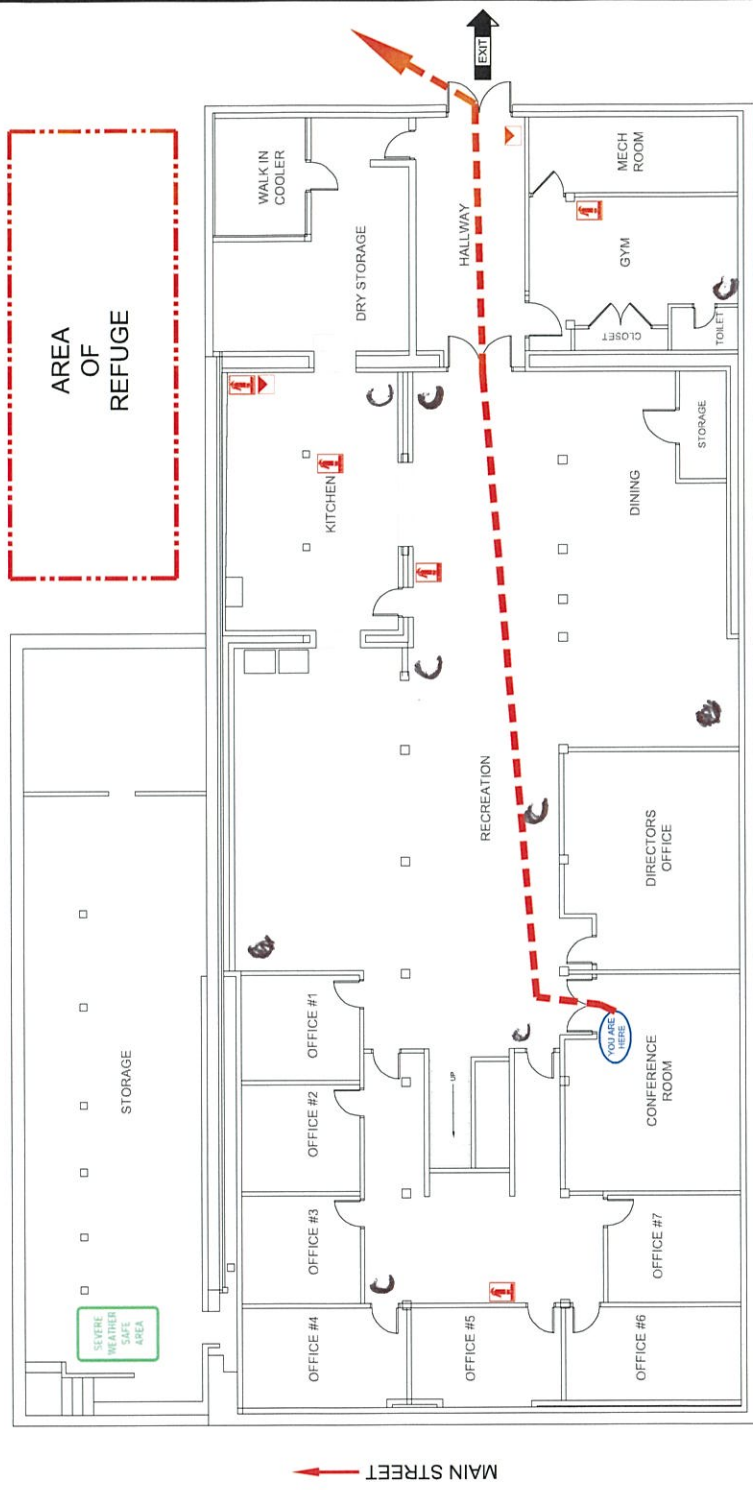 AREA
OF
REFUGE
EXIT
WALK IN
COOLER
DRY STORAGE
HALLWAY
MECH
ROOM
GYM
CLOSET
TOILET
KITCHEN
STORAGE
DINING
RECREATION
DIRECTORS
OFFICE
STORAGE
OFFICE #1
OFFICE #2
OFFICE #3
OFFICE #4
OFFICE #5
OFFICE #6
OFFICE #7
UP
YOU ARE
HERE
CONFERENCE
ROOM
SEVERE
WEATHER
SAFE
AREA
MAIN STREET
C
C
C
C
C
C
C